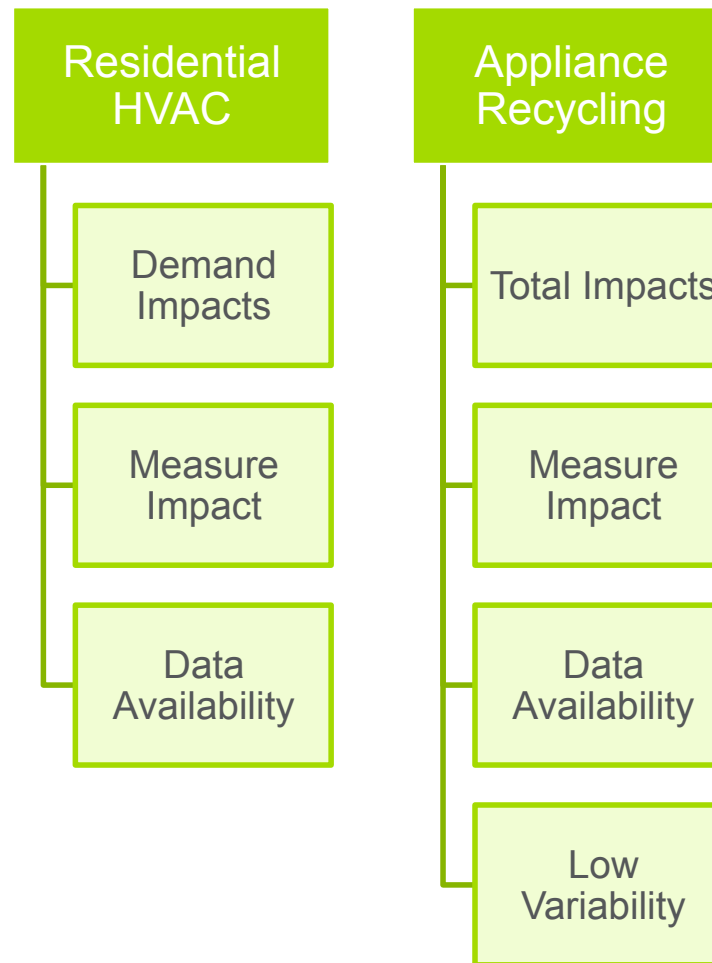 Residential
HVAC
Demand
Impacts
Measure
Impact
Data
Availability
Appliance
Recycling
Total Impacts
Measure
Impact
Data
Availability
Low
Variability